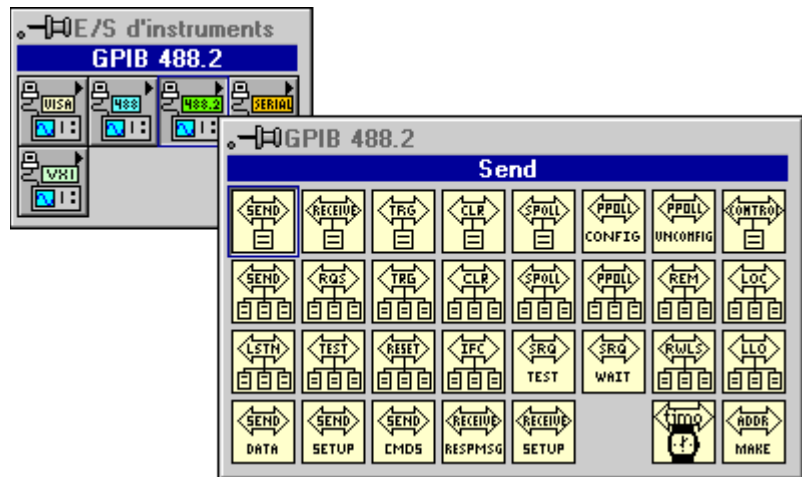 E/S d'instruments
GPIB 488.2
VISA 488 488.2 SERIAL
VXI
GPIB 488.2
Send
SEND RECEIVE TRG CLR SPOLL PPOLL CONFIG PPOLL UNCONFIG CONTROL
SEND RQS TRG CLR SPOLL PPOLL REM LOC
LSTN TEST RESET IFC SRQ TEST SRQ WAIT RWLS LLO
SEND DATA SEND SETUP SEND CMDS RECEIVE RESPMSG RECEIVE SETUP time ADDR MAKE